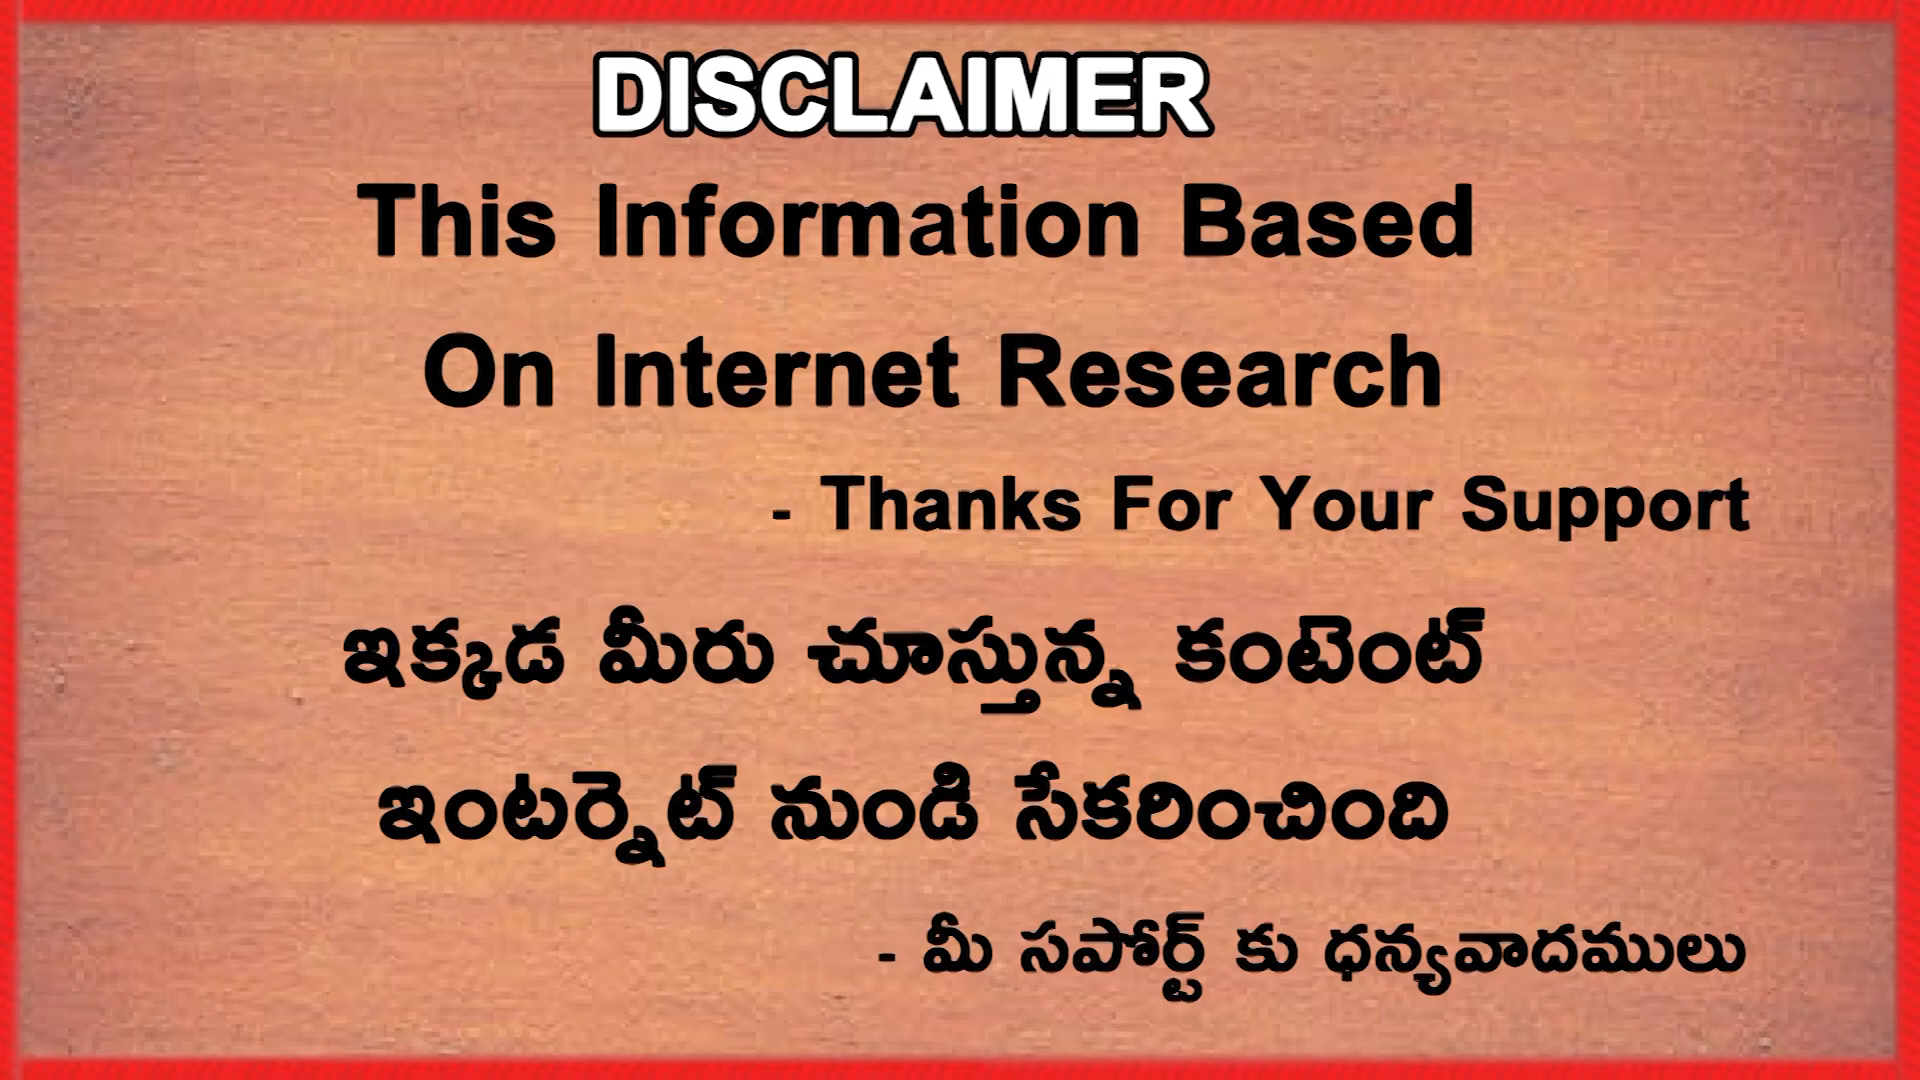 DISCLAIMER
This Information Based
On Internet Research
- Thanks For Your Support
ఇక్కడ మీరు చూస్తున్న కంటెంట్
ఇంటర్నెట్ నుండి సేకరించింది
- మీ సపోర్ట్ కు ధన్యవాదములు